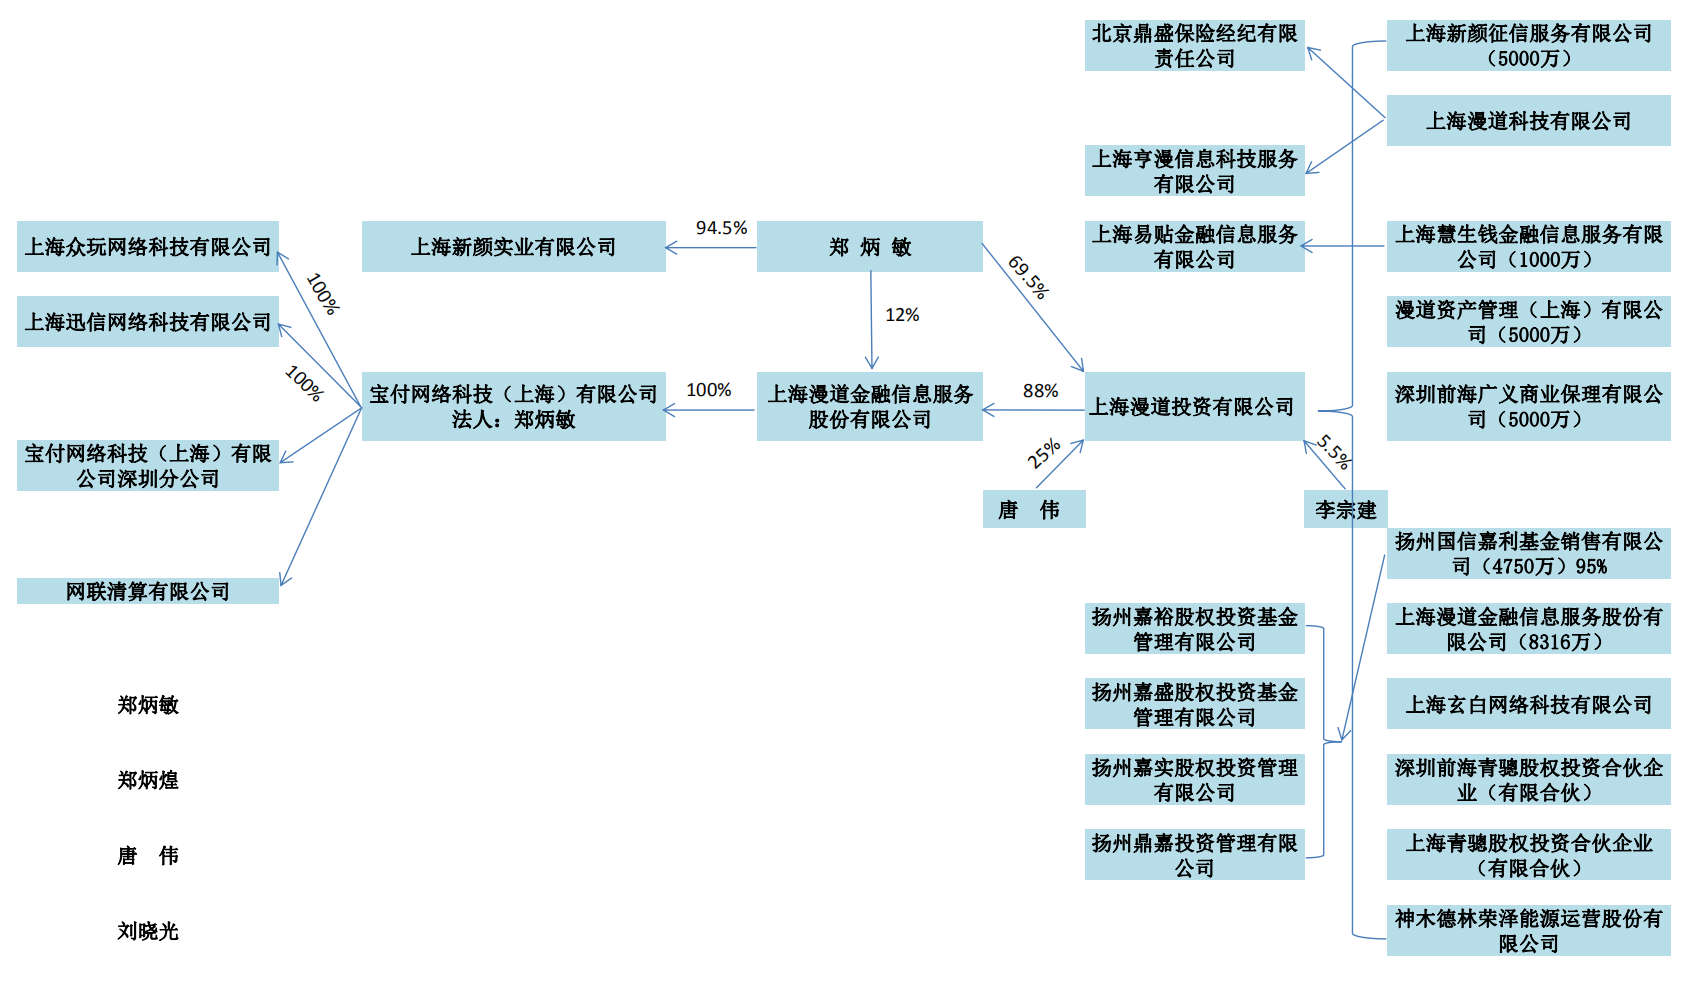 北京鼎盛保险经纪有限
责任公司
上海新颜征信服务有限公司
（5000万）
上海漫道科技有限公司
上海亨漫信息科技服务
有限公司
上海众玩网络科技有限公司
上海新颜实业有限公司
94.5%
郑 炳 敏
69.5%
上海易贴金融信息服务
有限公司
上海慧生钱金融信息服务有限
公司（1000万）
100%
上海迅信网络科技有限公司
12%
漫道资产管理（上海）有限公
司（5000万）
100%
宝付网络科技（上海）有限公司
法人：郑炳敏
100%
上海漫道金融信息服务
股份有限公司
88%
上海漫道投资有限公司
深圳前海广义商业保理有限公
司（5000万）
宝付网络科技（上海）有限
公司深圳分公司
25%
5.5%
唐 伟
李宗建
扬州国信嘉利基金销售有限公
司（4750万）95%
网联清算有限公司
扬州嘉裕股权投资基金
管理有限公司
上海漫道金融信息服务股份有
限公司（8316万）
郑炳敏
扬州嘉盛股权投资基金
管理有限公司
上海玄白网络科技有限公司
郑炳煌
扬州嘉实股权投资管理
有限公司
深圳前海青骢股权投资合伙企
业（有限合伙）
唐 伟
扬州鼎嘉投资管理有限
公司
上海青骢股权投资合伙企业
（有限合伙）
刘晓光
神木德林荣泽能源运营股份有
限公司